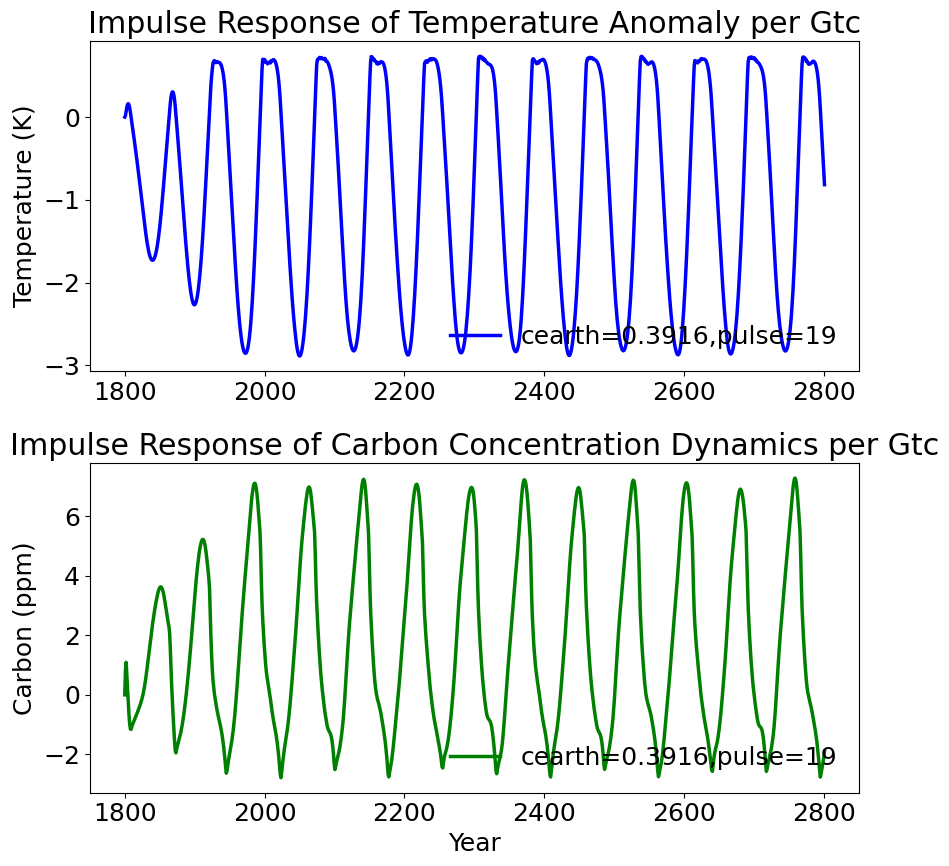 Impulse Response of Temperature Anomaly per Gtc
Temperature (K)
0
−1
−2
−3
cearth=0.3916,pulse=19
1800 2000 2200 2400 2600 2800
Impulse Response of Carbon Concentration Dynamics per Gtc
Carbon (ppm)
6
4
2
0
−2
cearth=0.3916,pulse=19
1800 2000 2200 2400 2600 2800
Year